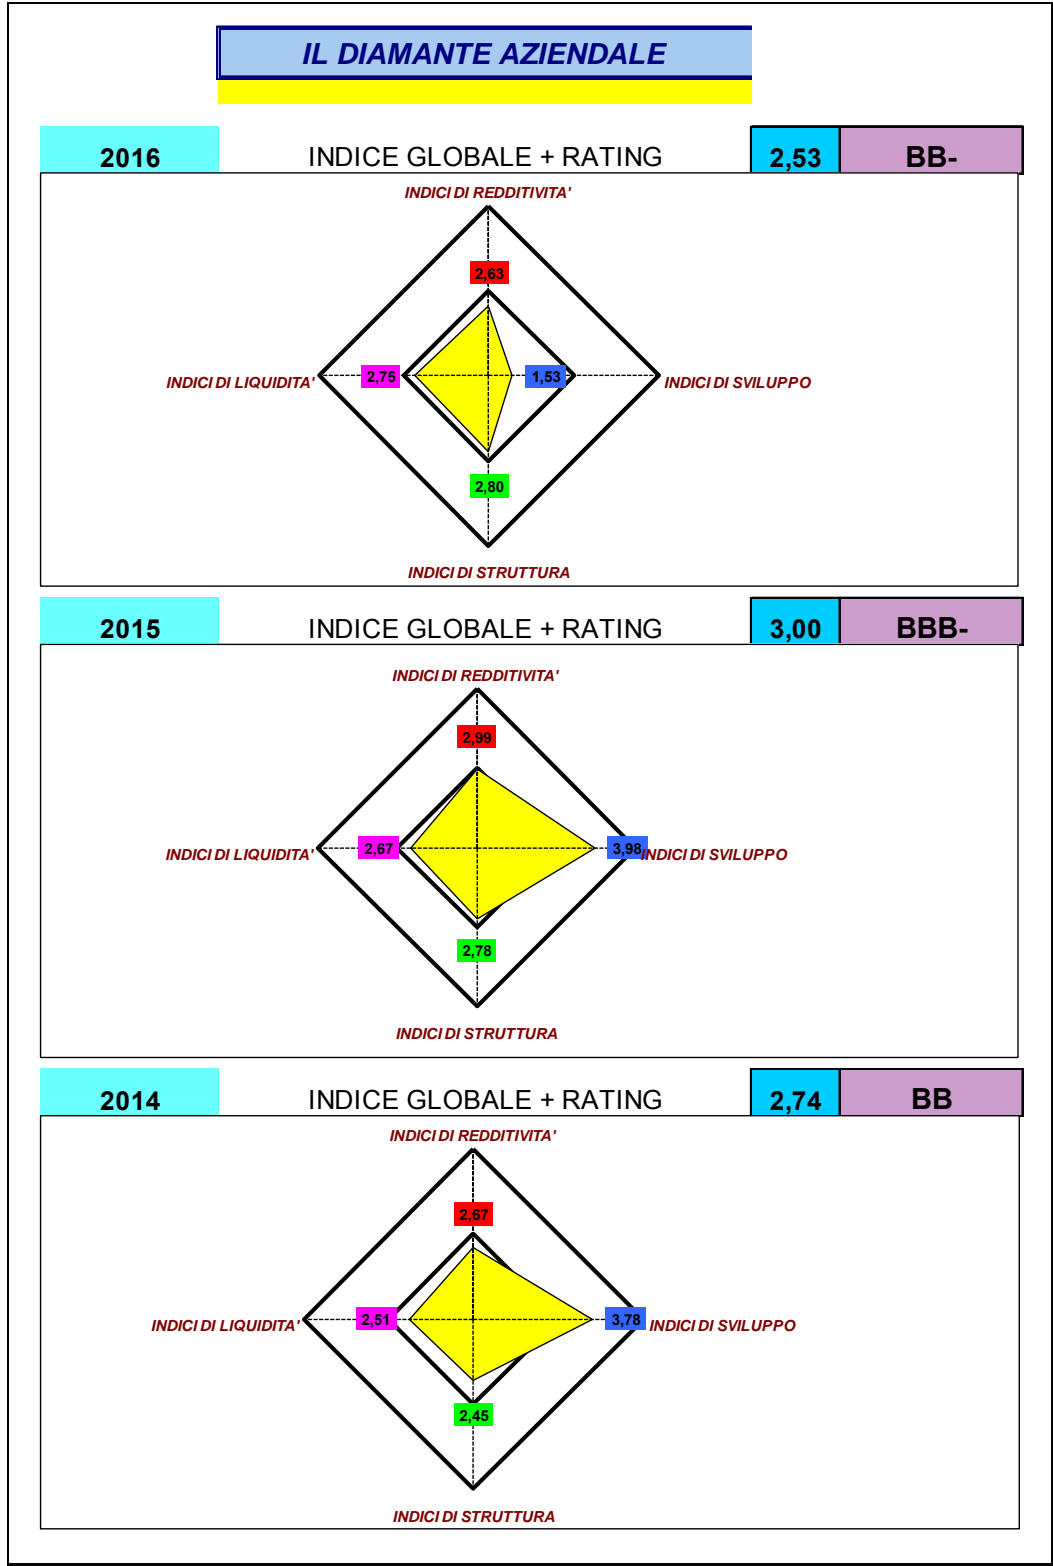 IL DIAMANTE AZIENDALE
2016 INDICE GLOBALE + RATING 2,53 BB-
INDICI DI REDDITIVITA'
2,63
INDICI DI LIQUIDITA' 2,75 1,53 INDICI DI SVILUPPO
2,80
INDICI DI STRUTTURA
2015 INDICE GLOBALE + RATING 3,00 BBB-
INDICI DI REDDITIVITA'
2,99
INDICI DI LIQUIDITA' 2,67 3,98 INDICI DI SVILUPPO
2,78
INDICI DI STRUTTURA
2014 INDICE GLOBALE + RATING 2,74 BB
INDICI DI REDDITIVITA'
2,67
INDICI DI LIQUIDITA' 2,51 3,78 INDICI DI SVILUPPO
2,45
INDICI DI STRUTTURA